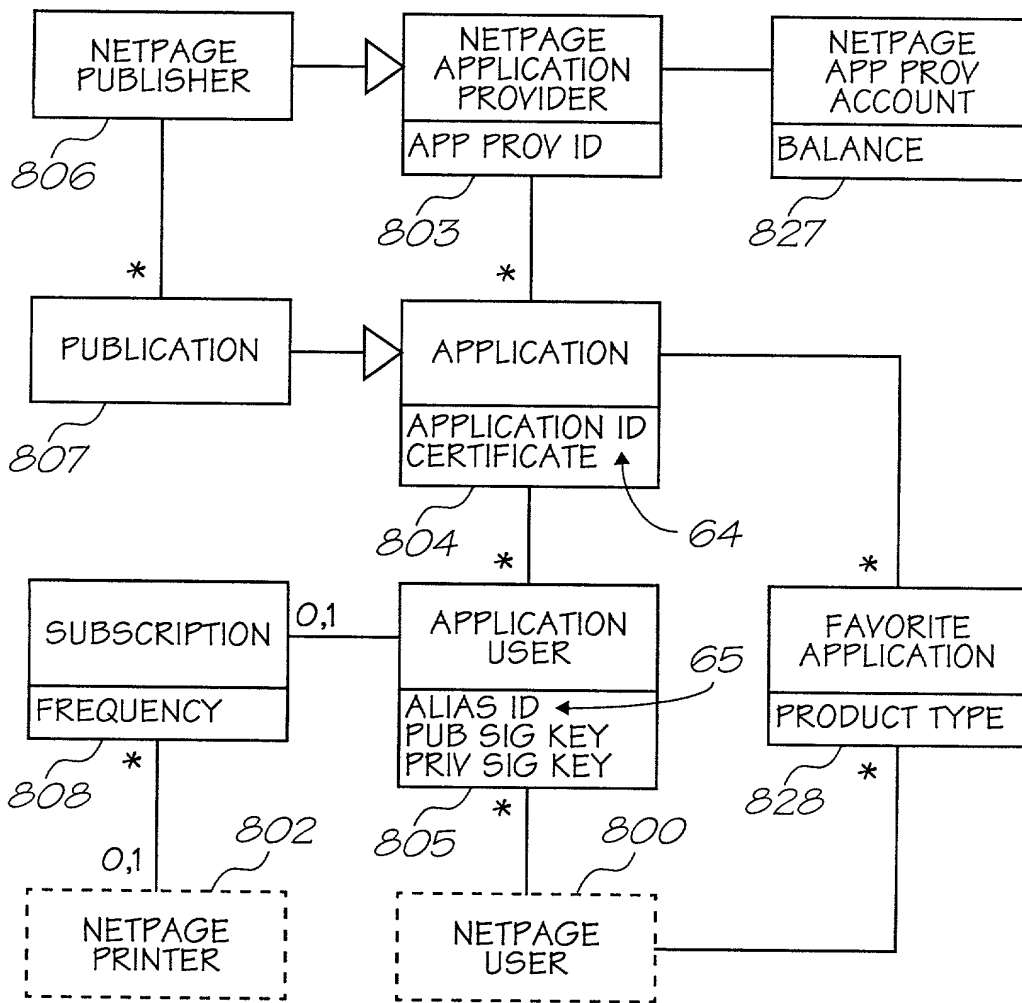 NETPAGE
PUBLISHER
806
NETPAGE
APPLICATION
PROVIDER
APP PROV ID
803
NETPAGE
APP PROV
ACCOUNT
BALANCE
827
*
*
PUBLICATION
807
APPLICATION
APPLICATION ID
CERTIFICATE
804
64
*
*
SUBSCRIPTION
FREQUENCY
808
0,1
APPLICATION
USER
65
ALIAS ID
PUB SIG KEY
PRIV SIG KEY
805
FAVORITE
APPLICATION
PRODUCT TYPE
828
*
*
*
802
800
0,1
NETPAGE
PRINTER
NETPAGE
USER